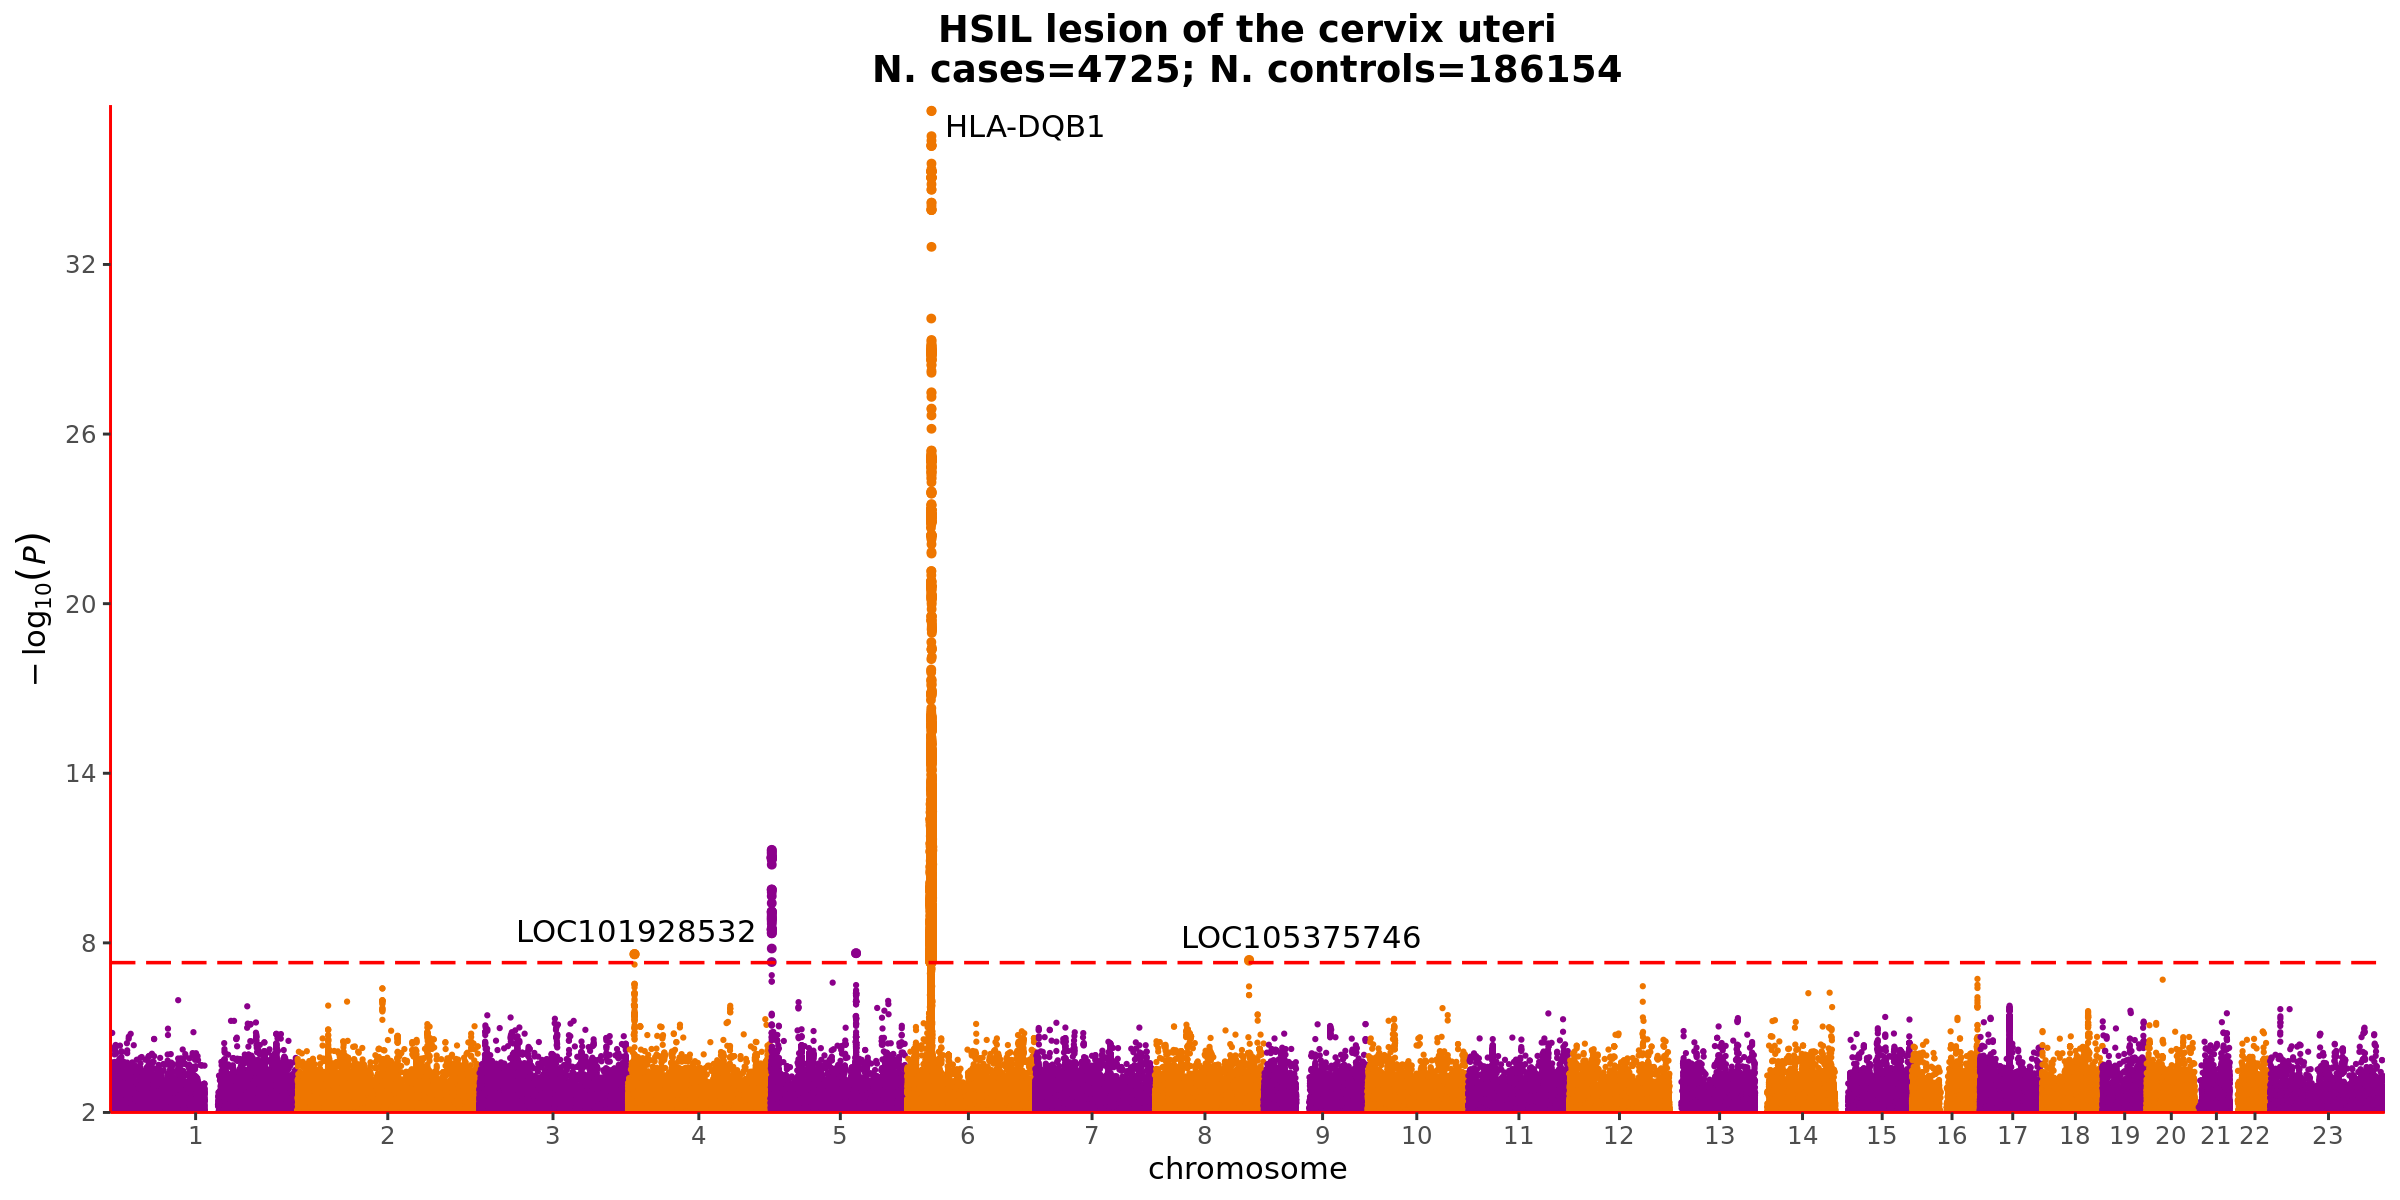 HSIL lesion of the cervix uteri
N. cases=4725; N. controls=186154
HLA-DQB1
32
26
20
14
8
2
−log10(P)
LOC101928532
LOC105375746
1 2 3 4 5 6 7 8 9 10 11 12 13 14 15 16 17 18 19 20 21 22 23
chromosome